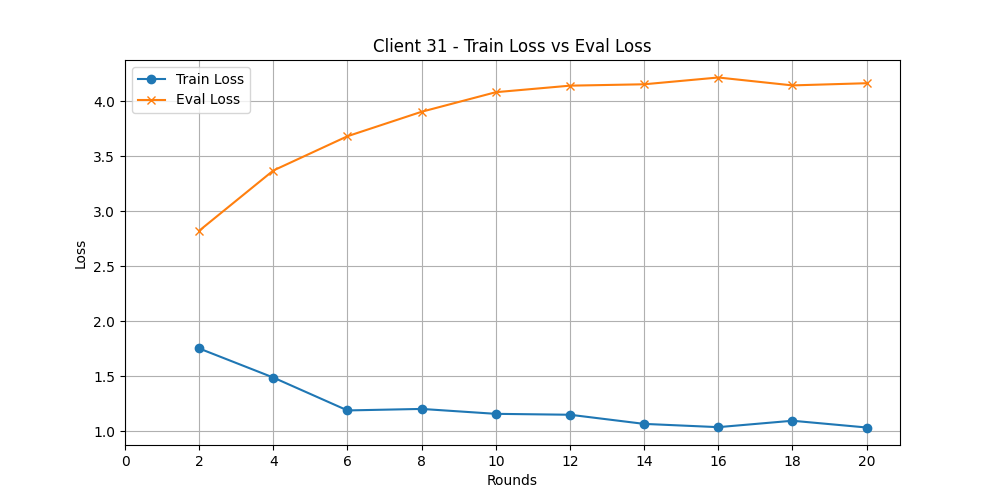 Client 31 - Train Loss vs Eval Loss
Train Loss
Eval Loss
4.0
3.5
3.0
2.5
2.0
1.5
1.0
Loss
0 2 4 6 8 10 12 14 16 18 20
Rounds